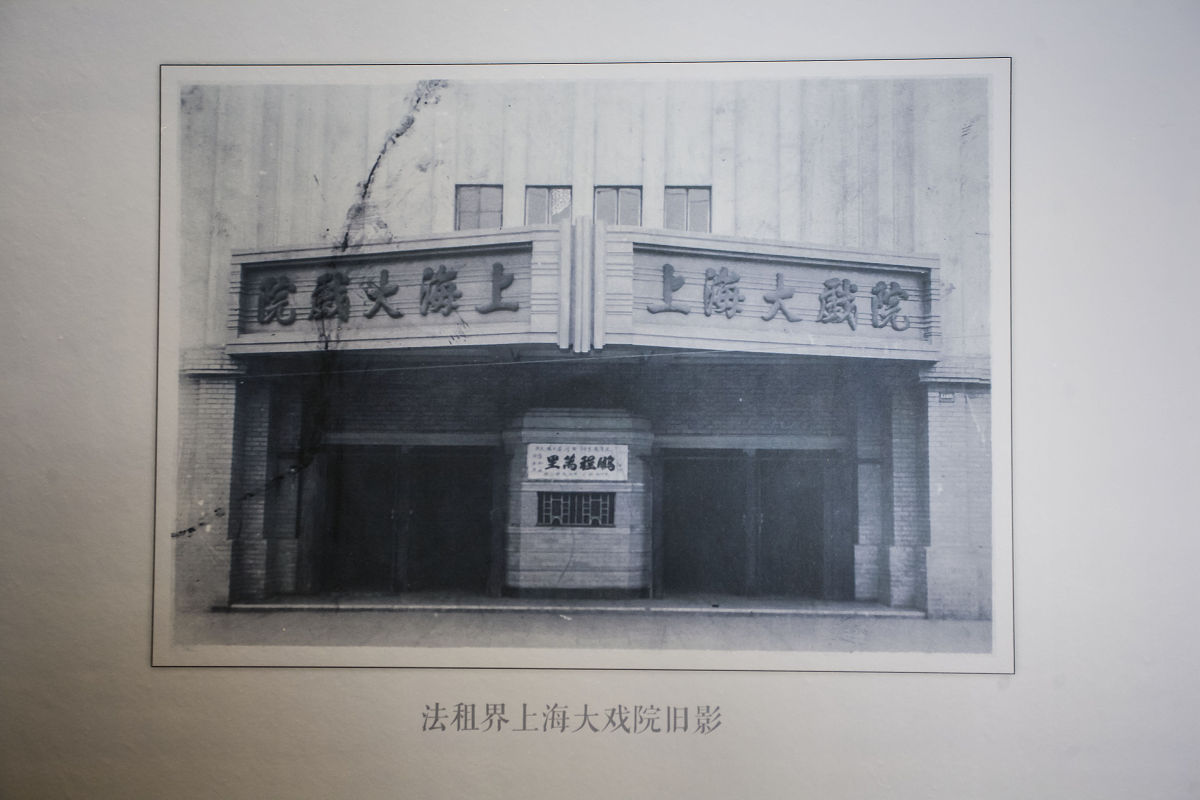 上海大戲院
上海大戲院
鵬程萬里
法租界上海大戏院旧影